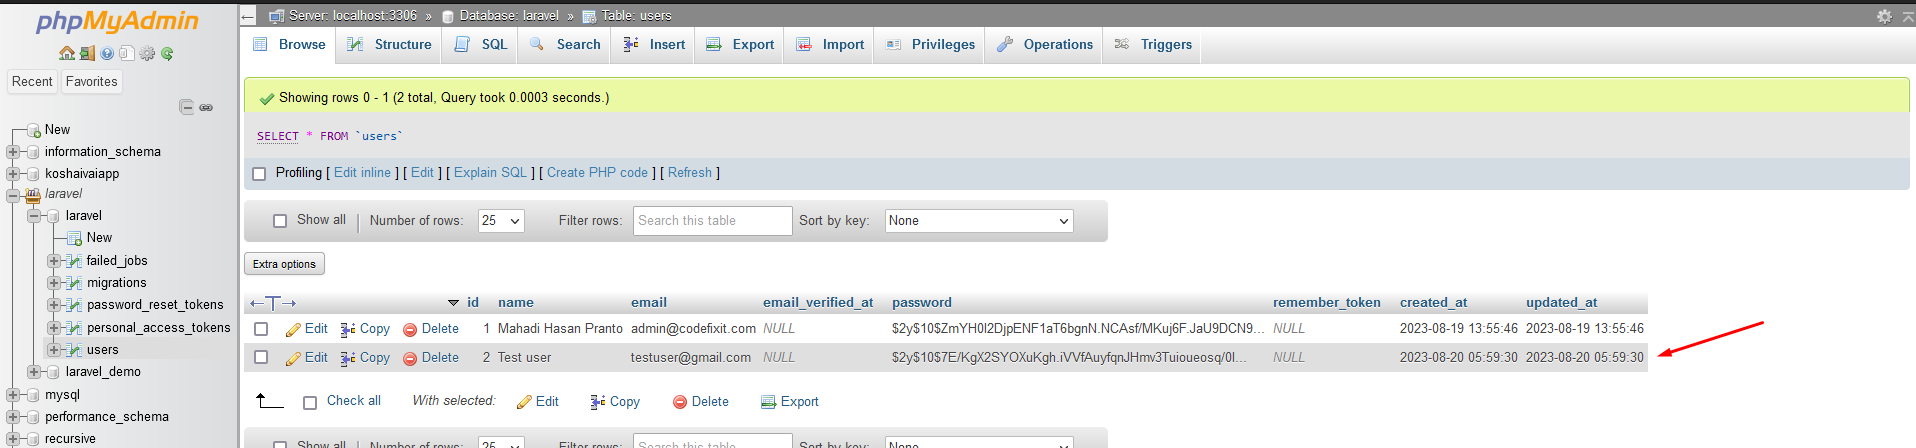 phpMyAdmin
Recent Favorites
New
information_schema
koshaivaiapp
laravel
laravel
New
failed_jobs
migrations
password_reset_tokens
personal_access_tokens
users
laravel_demo
mysql
performance_schema
recursive
Server: localhost:3306 » Database: laravel » Table: users
Browse Structure SQL Search Insert Export Import Privileges Operations Triggers
Showing rows 0 - 1 (2 total, Query took 0.0003 seconds.)
SELECT * FROM `users`
Profiling [ Edit inline ] [ Edit ] [ Explain SQL ] [ Create PHP code ] [ Refresh ]
Show all Number of rows: 25 Filter rows: Search this table Sort by key: None
Extra options
id name email email_verified_at password remember_token created_at updated_at
Edit Copy Delete 1 Mahadi Hasan Pranto admin@codefixit.com NULL $2y$10$ZmYH0I2DjpENF1aT6bgnN.NCAsf/MKuj6F.JaU9DCN9... NULL 2023-08-19 13:55:46 2023-08-19 13:55:46
Edit Copy Delete 2 Test user testuser@gmail.com NULL $2y$10$7E/KgX2SYOXuKgh.iVVfAuyfqnJHmv3Tuioueosq/0I... NULL 2023-08-20 05:59:30 2023-08-20 05:59:30
Check all With selected: Edit Copy Delete Export
Show all Number of rows: 25 Filter rows: Search this table Sort by key: None